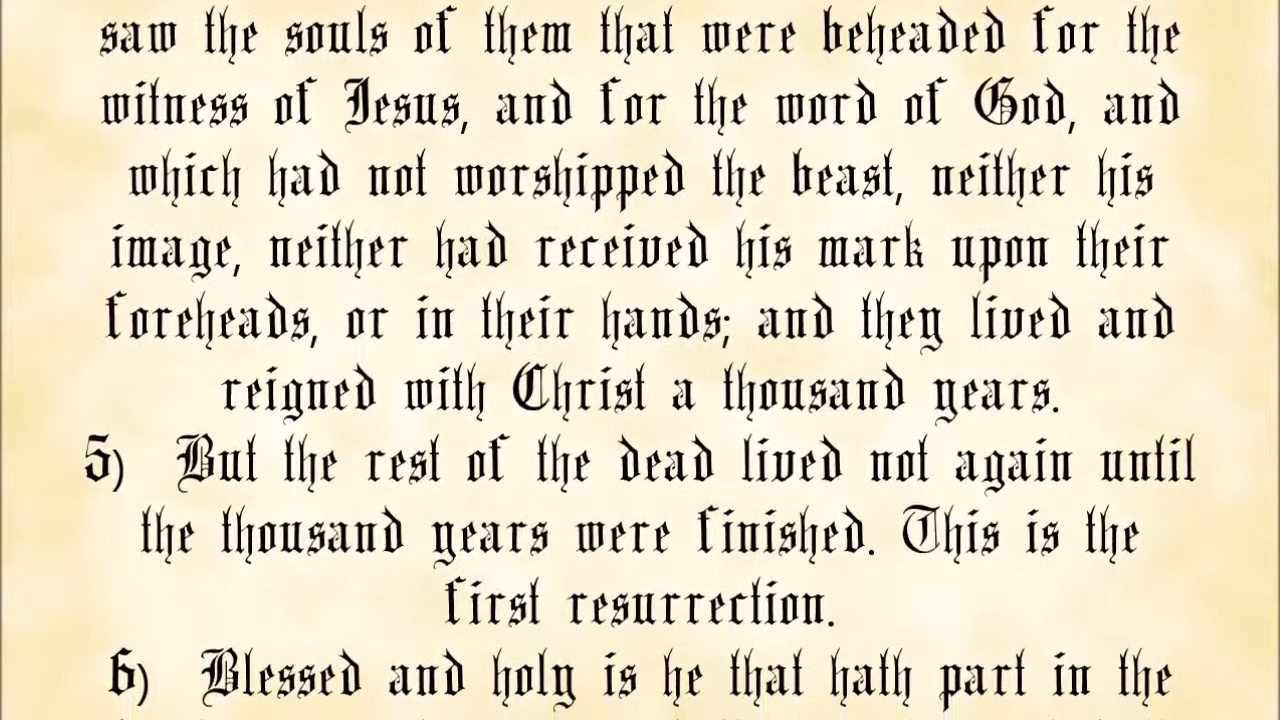 saw the souls of them that were beheaded for the
witness of Jesus, and for the word of God, and
which had not worshipped the beast, neither his
image, neither had received his mark upon their
foreheads, or in their hands; and they lived and
reigned with Christ a thousand years.
5) But the rest of the dead lived not again until
the thousand years were finished. This is the
first resurrection.
6) Blessed and holy is he that hath part in the